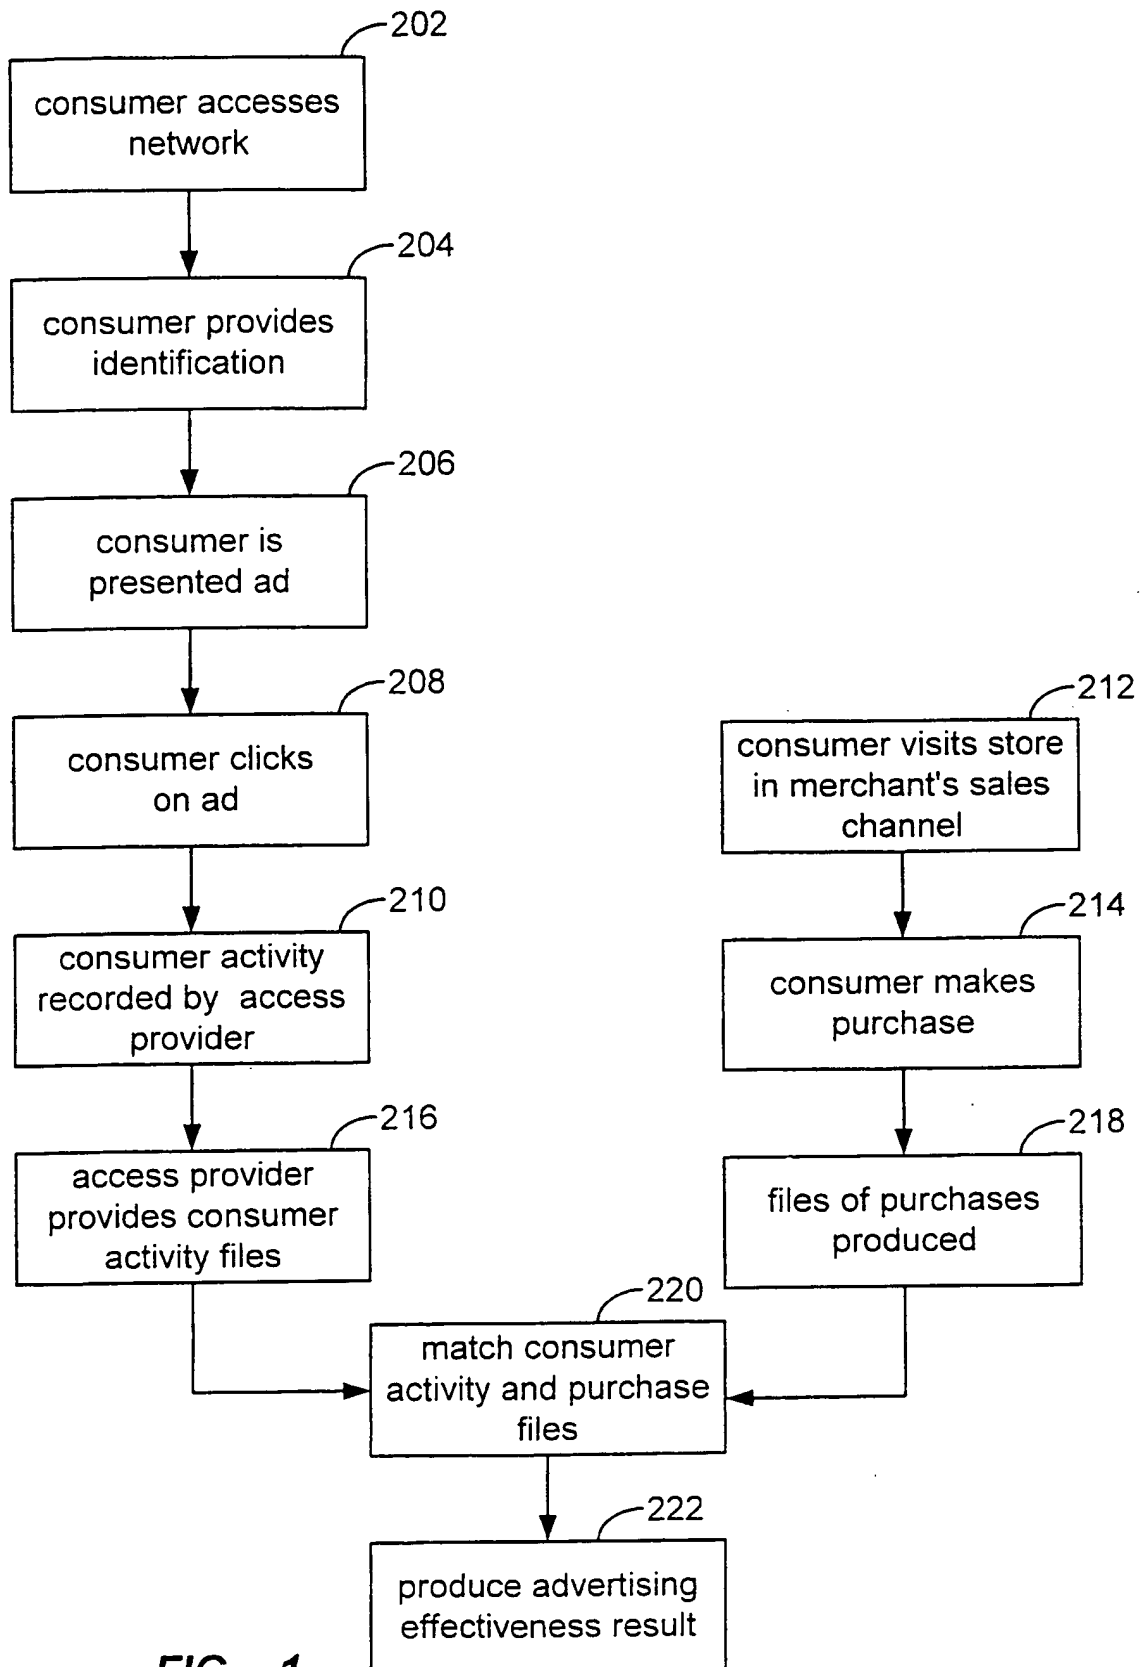 202
consumer accesses
network
204
consumer provides
identification
206
consumer is
presented ad
208
consumer clicks
on ad
210
consumer activity
recorded by access
provider
216
access provider
provides consumer
activity files
212
consumer visits store
in merchant's sales
channel
214
consumer makes
purchase
218
files of purchases
produced
220
match consumer
activity and purchase
files
222
produce advertising
effectiveness result
FIG. 1